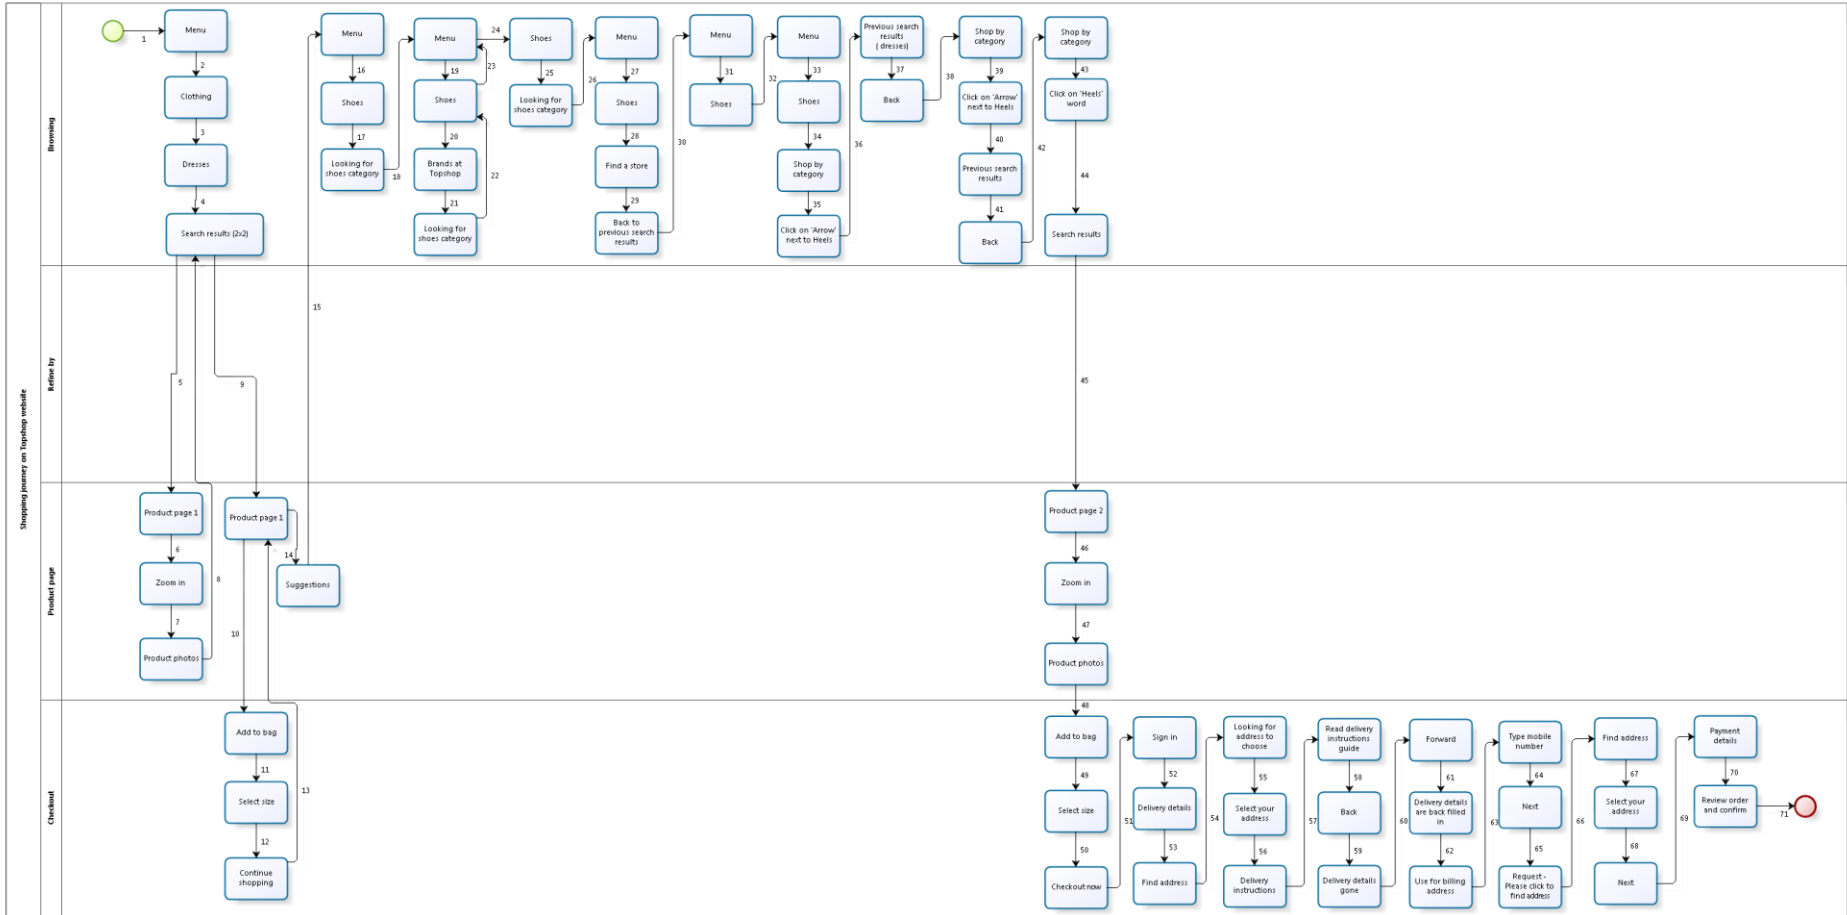 Shopping journey on Topshop website
Browsing
1
Menu
2
Clothing
3
Dresses
4
Search results (2x2)
15
Menu
16
Shoes
17
Looking for
shoes category
18
Menu
19
Shoes
20
Brands at
Topshop
21
Looking for
shoes category
22
23
24
Shoes
25
Looking for
shoes category
26
Menu
27
Shoes
28
Find a store
29
Back to
previous search
results
30
Menu
31
Shoes
32
Menu
33
Shoes
34
Shop by
category
35
Click on 'Arrow'
next to Heels
36
Previous search
results
( dresses)
37
Back
38
Shop by
category
39
Click on 'Arrow'
next to Heels
40
Previous search
results
41
Back
42
Shop by
category
43
Click on 'Heels'
word
44
Search results
Refine by
5
9
45
Product page
Product page 1
6
Zoom in
7
Product photos
8
Product page 1
10
14
Suggestions
Product page 2
46
Zoom in
47
Product photos
48
Checkout
Add to bag
11
Select size
12
Continue
shopping
13
Add to bag
49
Select size
50
Checkout now
51
Sign in
52
Delivery details
53
Find address
54
Looking for
address to
choose
55
Select your
address
56
Delivery
instructions
57
Read delivery
instructions
guide
58
Back
59
Delivery details
gone
60
Forward
61
Delivery details
are back filled
in
62
Use for billing
address
63
Type mobile
number
64
Next
65
Request -
Please click to
find address
66
Find address
67
Select your
address
68
Next
69
Payment
details
70
Review order
and confirm
71